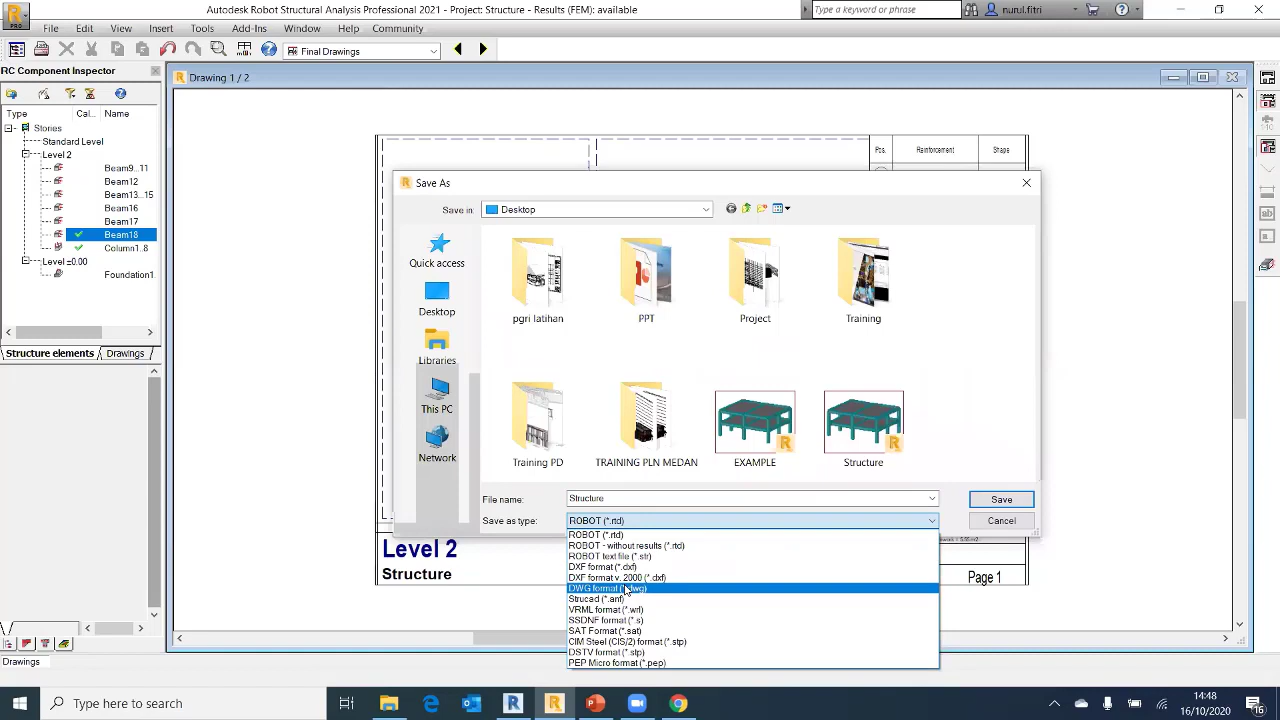 Autodesk Robot Structural Analysis Professional 2021 - Project: Structure - Results (FEM): available
Type a keyword or phrase
nurul.fitri
PRO
File Edit View Insert Tools Add-Ins Window Help Community
Final Drawings
RC Component Inspector
Drawing 1 / 2
Type Cal... Name
Stories
Standard Level
Level 2
Beam9...11
Beam12
Beam13...15
Beam16
Beam17
Beam18
Column1..8
Level ±0.00
Foundation1
Structure elements
Drawings
Pos. Reinforcement Shape
Save As
Save in: Desktop
Quick access
Desktop
Libraries
This PC
Network
pgri latihan
PPT
Project
Training
Training PD
TRAINING PLN MEDAN
EXAMPLE
Structure
File name: Structure
Save
Save as type: ROBOT (*.rtd)
Cancel
ROBOT (*.rtd)
ROBOT - without results (*.rtd)
ROBOT text file (*.str)
DXF format (*.dxf)
DXF format v. 2000 (*.dxf)
DWG format (*.dwg)
Strucad (*.anf)
VRML format (*.wrl)
SSDNF format (*.s)
SAT Format (*.sat)
CIM Steel (CIS/2) format (*.stp)
DSTV format (*.stp)
PEP Micro format (*.pep)
Level 2
Structure
Page 1
Drawings
Type here to search
14:48
16/10/2020